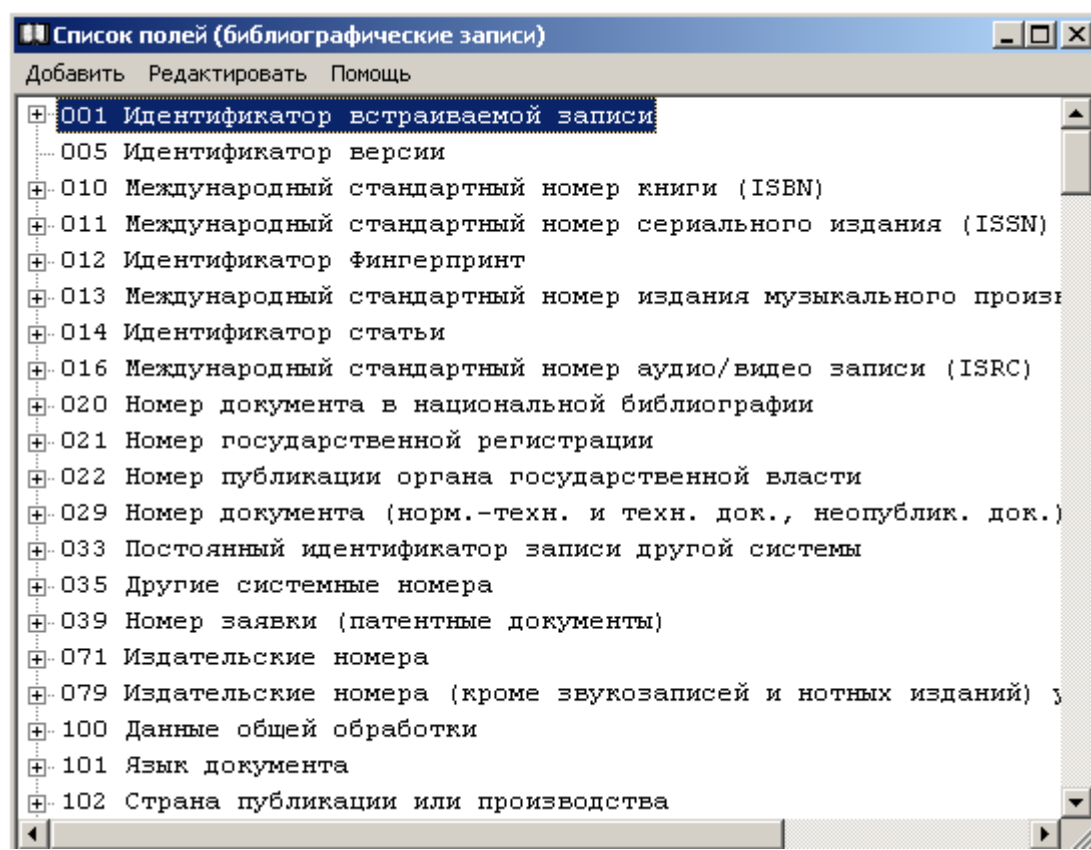 Список полей (библиографические записи)
Добавить Редактировать Помощь
001 Идентификатор встраиваемой записи
005 Идентификатор версии
010 Международный стандартный номер книги (ISBN)
011 Международный стандартный номер сериального издания (ISSN)
012 Идентификатор Фингерпринт
013 Международный стандартный номер издания музыкального
014 Идентификатор статьи
016 Международный стандартный номер аудио/видео записи (ISRC)
020 Номер документа в национальной библиографии
021 Номер государственной регистрации
022 Номер публикации органа государственной власти
029 Номер документа (норм.-техн. и техн. док., неопублик. док.)
033 Постоянный идентификатор записи другой системы
035 Другие системные номера
039 Номер заявки (патентные документы)
071 Издательские номера
079 Издательские номера (кроме звукозаписей и нотных изданий)
100 Данные общей обработки
101 Язык документа
102 Страна публикации или производства